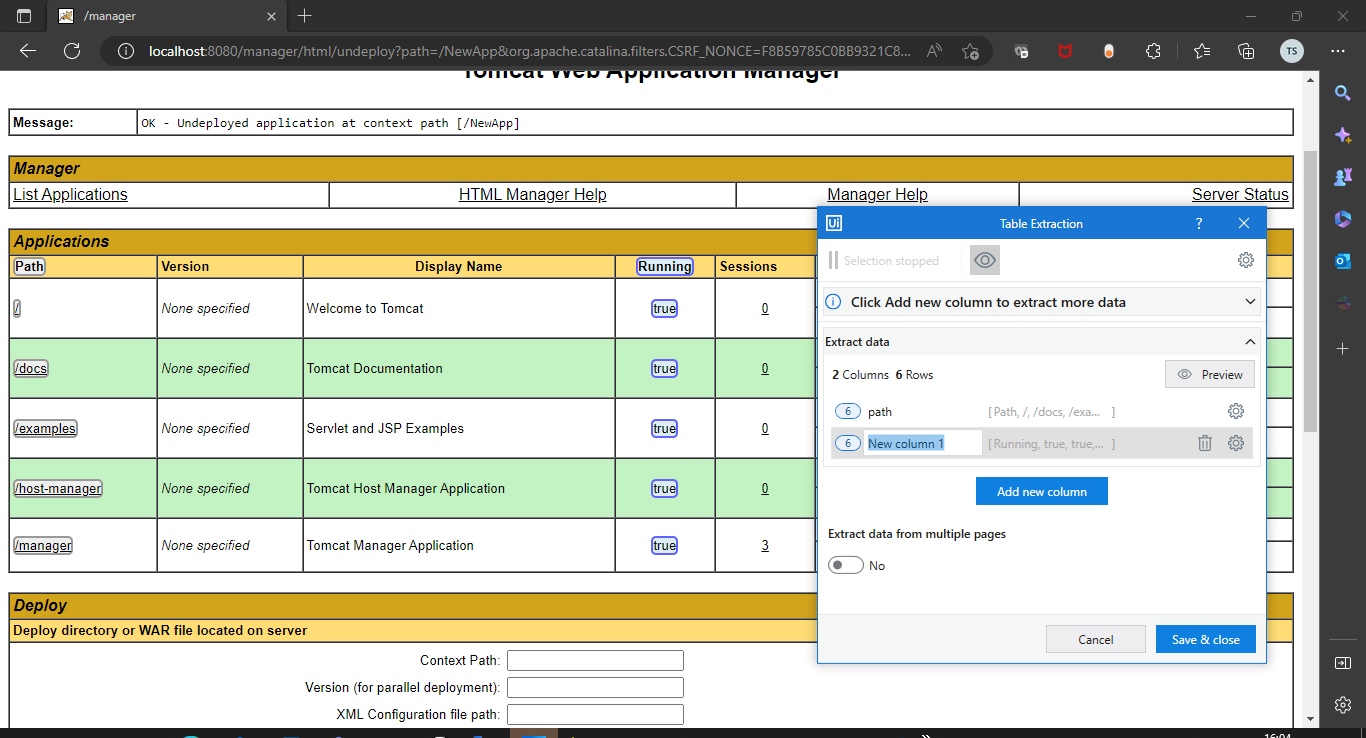 /manager
localhost:8080/manager/html/undeploy?path=/NewApp&org.apache.catalina.filters.CSRF_NONCE=F8B59785C0BB9321C8...
TS
Tomcat Web Application Manager
Message: OK - Undeployed application at context path [/NewApp]
Manager
List Applications HTML Manager Help Manager Help Server Status
Applications
Path Version Display Name Running Sessions
/ None specified Welcome to Tomcat true 0
/docs None specified Tomcat Documentation true 0
/examples None specified Servlet and JSP Examples true 0
/host-manager None specified Tomcat Host Manager Application true 0
/manager None specified Tomcat Manager Application true 3
Deploy
Deploy directory or WAR file located on server
Context Path:
Version (for parallel deployment):
XML Configuration file path:
Ui Table Extraction ?
Selection stopped
Click Add new column to extract more data
Extract data
2 Columns 6 Rows Preview
6 path [Path, /, /docs, /exa... ]
6 New column 1 [Running, true, true,... ]
Add new column
Extract data from multiple pages
No
Cancel Save & close
16:04